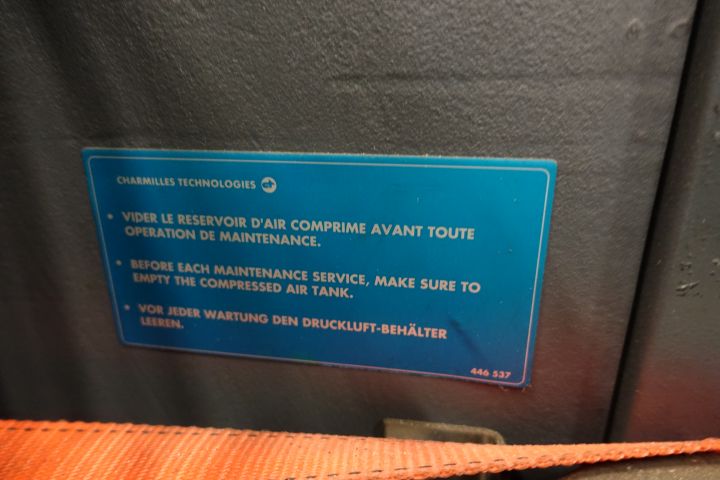 CHARMILLES TECHNOLOGIES
• VIDER LE RESERVOIR D'AIR COMPRIME AVANT TOUTE
OPERATION DE MAINTENANCE.
• BEFORE EACH MAINTENANCE SERVICE, MAKE SURE TO
EMPTY THE COMPRESSED AIR TANK.
• VOR JEDER WARTUNG DEN DRUCKLUFT-BEHÄLTER
LEEREN.
446 537